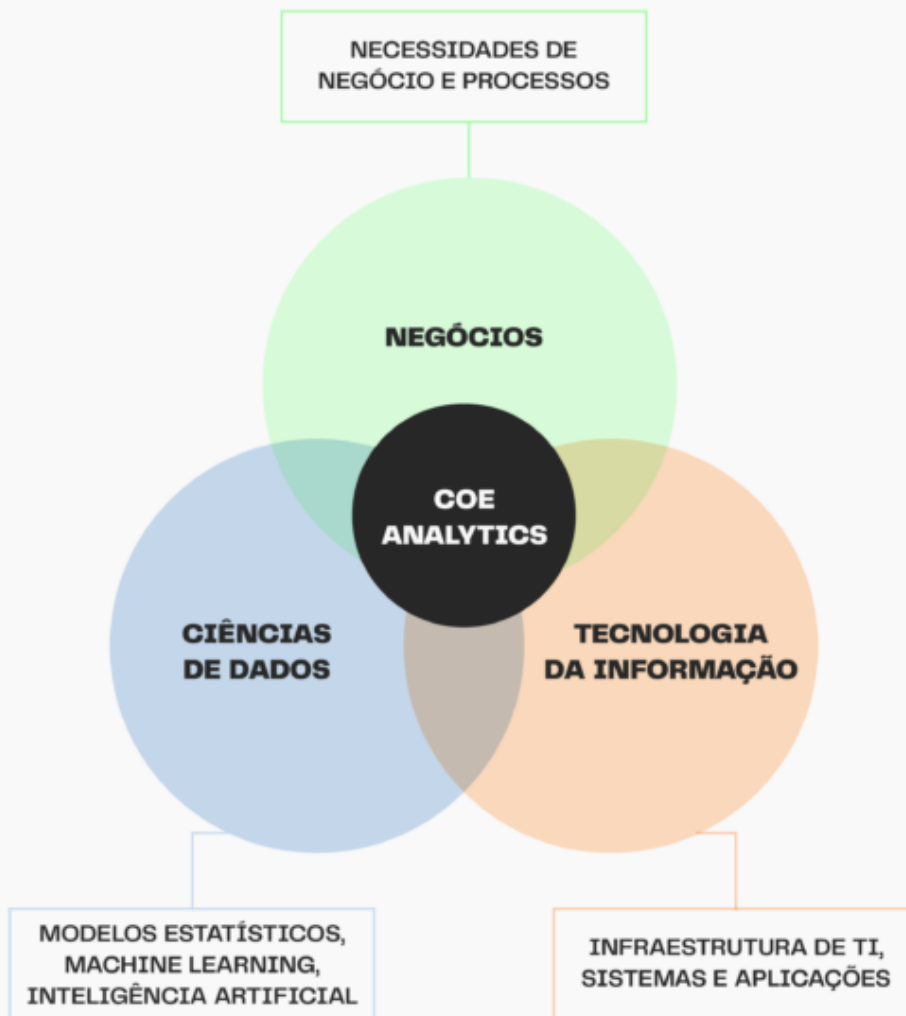 NECESSIDADES DE
NEGÓCIO E PROCESSOS
NEGÓCIOS
COE
ANALYTICS
CIÊNCIAS
DE DADOS
TECNOLOGIA
DA INFORMAÇÃO
MODELOS ESTATÍSTICOS,
MACHINE LEARNING,
INTELIGÊNCIA ARTIFICIAL
INFRAESTRUTURA DE TI,
SISTEMAS E APLICAÇÕES